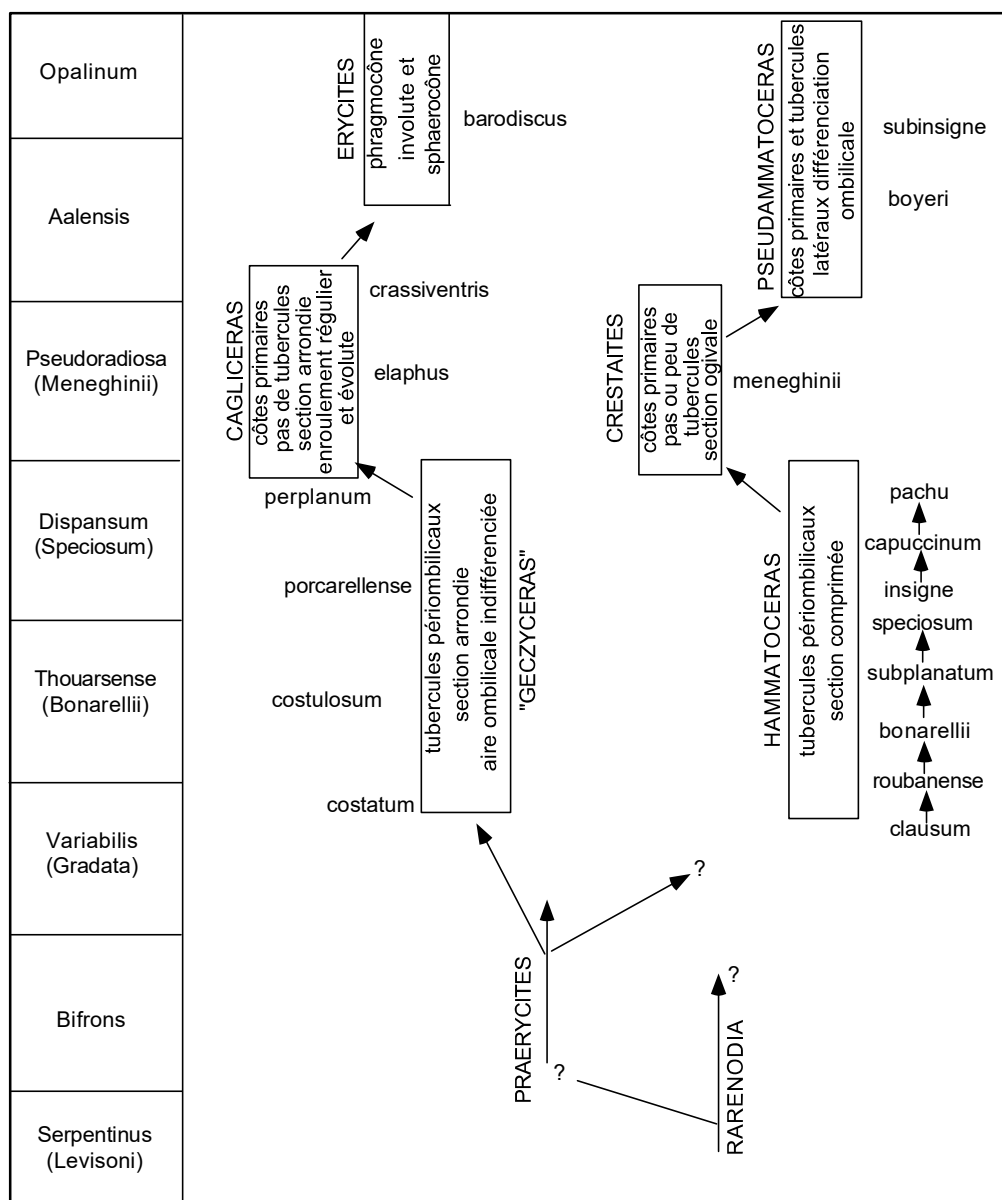 Opalinum
Aalensis
Pseudoradiosa
(Meneghinii)
Dispansum
(Speciosum)
Thouarsense
(Bonarellii)
Variabilis
(Gradata)
Bifrons
Serpentinus
(Levisoni)
ERYCITES
phragmocône
involute et
sphaerocône
barodiscus
CAGLICERAS
côtes primaires
pas de tubercules
section arrondie
enroulement régulier
et évolute
crassiventris
elaphus
perplanum
porcarellense
costulosum
costatum
tubercules périombilicaux
section arrondie
aire ombilicale indifférenciée
"GECZYCERAS"
PSEUDAMMATOCERAS
côtes primaires et tubercules
latéraux différenciation
ombilicale
subinsigne
boyeri
CRESTAITES
côtes primaires
pas ou peu de
tubercules
section ogivale
meneghinii
HAMMATOCERAS
tubercules périombilicaux
section comprimée
pachu
capuccinum
insigne
speciosum
subplanatum
bonarellii
roubanense
clausum
?
PRAERYCITES
?
?
RARENODIA